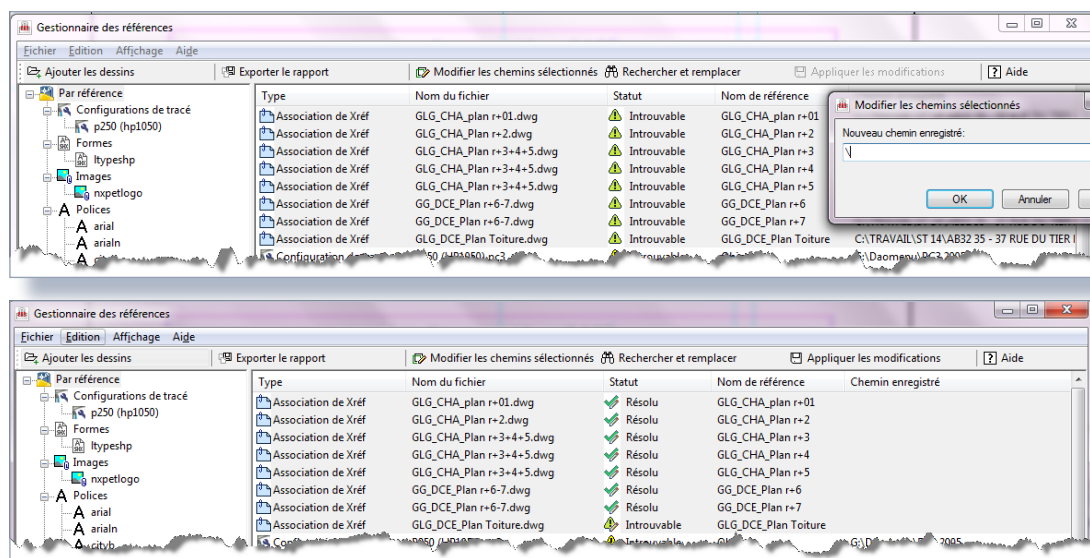 Gestionnaire des références
Fichier Edition Affichage Aide
Ajouter les dessins Exporter le rapport Modifier les chemins sélectionnés Rechercher et remplacer Appliquer les modifications Aide
Par référence
Configurations de tracé
p250 (hp1050)
Formes
ltypeshp
Images
nxpetlogo
Polices
arial
arialn
Type Nom du fichier Statut Nom de référence
Association de Xréf GLG_CHA_plan r+01.dwg Introuvable GLG_CHA_plan r+01
Association de Xréf GLG_CHA_Plan r+2.dwg Introuvable GLG_CHA_Plan r+2
Association de Xréf GLG_CHA_Plan r+3+4+5.dwg Introuvable GLG_CHA_Plan r+3
Association de Xréf GLG_CHA_Plan r+3+4+5.dwg Introuvable GLG_CHA_Plan r+4
Association de Xréf GLG_CHA_Plan r+3+4+5.dwg Introuvable GLG_CHA_Plan r+5
Association de Xréf GG_DCE_Plan r+6-7.dwg Introuvable GG_DCE_Plan r+6
Association de Xréf GG_DCE_Plan r+6-7.dwg Introuvable GG_DCE_Plan r+7
Association de Xréf GLG_DCE_Plan Toiture.dwg Introuvable GLG_DCE_Plan Toiture C:\TRAVAIL\ST 14\AB32 35 - 37 RUE DU TIER
Modifier les chemins sélectionnés
Nouveau chemin enregistré:
\
OK Annuler
Gestionnaire des références
Fichier Edition Affichage Aide
Ajouter les dessins Exporter le rapport Modifier les chemins sélectionnés Rechercher et remplacer Appliquer les modifications Aide
Par référence
Configurations de tracé
p250 (hp1050)
Formes
ltypeshp
Images
nxpetlogo
Polices
arial
arialn
Type Nom du fichier Statut Nom de référence Chemin enregistré
Association de Xréf GLG_CHA_plan r+01.dwg Résolu GLG_CHA_plan r+01
Association de Xréf GLG_CHA_Plan r+2.dwg Résolu GLG_CHA_Plan r+2
Association de Xréf GLG_CHA_Plan r+3+4+5.dwg Résolu GLG_CHA_Plan r+3
Association de Xréf GLG_CHA_Plan r+3+4+5.dwg Résolu GLG_CHA_Plan r+4
Association de Xréf GLG_CHA_Plan r+3+4+5.dwg Résolu GLG_CHA_Plan r+5
Association de Xréf GG_DCE_Plan r+6-7.dwg Résolu GG_DCE_Plan r+6
Association de Xréf GG_DCE_Plan r+6-7.dwg Résolu GG_DCE_Plan r+7
Association de Xréf GLG_DCE_Plan Toiture.dwg Introuvable GLG_DCE_Plan Toiture